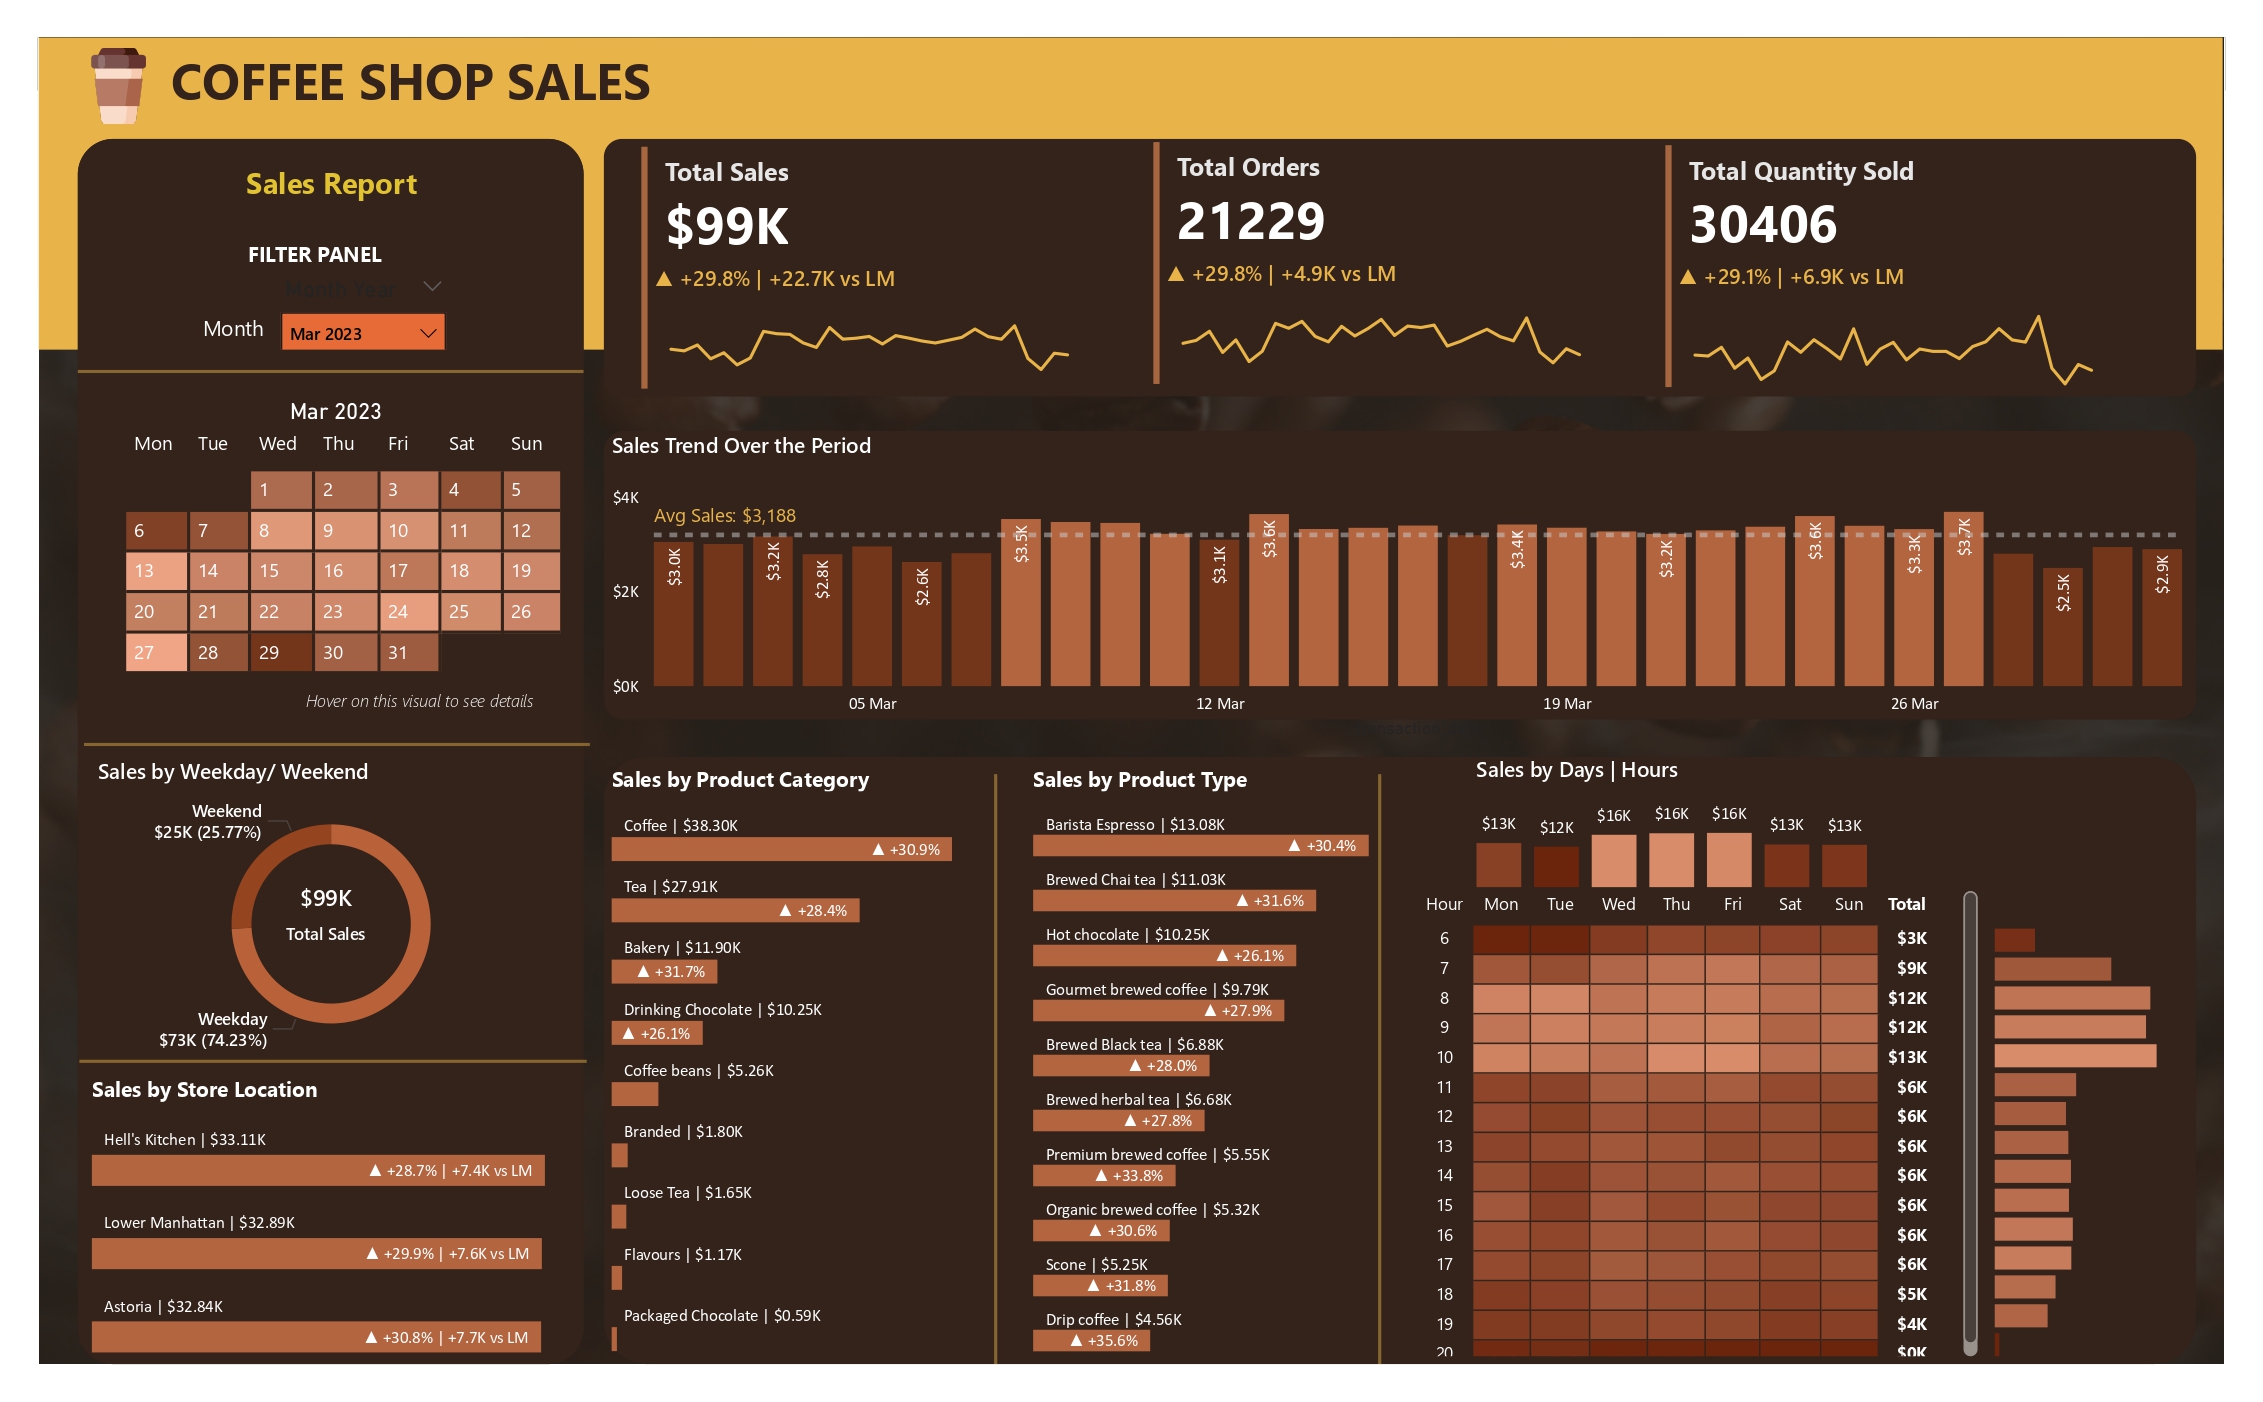 COFFEE SHOP SALES
Sales Report
FILTER PANEL
Month Year
Month
Mar 2023
Mar 2023
Mon Tue Wed Thu Fri Sat Sun
1 2 3 4 5
6 7 8 9 10 11 12
13 14 15 16 17 18 19
20 21 22 23 24 25 26
27 28 29 30 31
Hover on this visual to see details
Sales by Weekday/ Weekend
Weekend
$25K (25.77%)
$99K
Total Sales
Weekday
$73K (74.23%)
Sales by Store Location
Hell's Kitchen | $33.11K
▲ +28.7% | +7.4K vs LM
Lower Manhattan | $32.89K
▲ +29.9% | +7.6K vs LM
Astoria | $32.84K
▲ +30.8% | +7.7K vs LM
Total Sales
$99K
▲ +29.8% | +22.7K vs LM
Total Orders
21229
▲ +29.8% | +4.9K vs LM
Total Quantity Sold
30406
▲ +29.1% | +6.9K vs LM
Sales Trend Over the Period
$4K
Avg Sales: $3,188
$2K
$0K
$3.0K $3.2K $2.8K $2.6K $3.5K $3.1K $3.6K $3.4K $3.2K $3.6K $3.3K $3.7K $2.5K $2.9K
05 Mar 12 Mar 19 Mar 26 Mar
Sales by Product Category
Coffee | $38.30K
▲ +30.9%
Tea | $27.91K
▲ +28.4%
Bakery | $11.90K
▲ +31.7%
Drinking Chocolate | $10.25K
▲ +26.1%
Coffee beans | $5.26K
Branded | $1.80K
Loose Tea | $1.65K
Flavours | $1.17K
Packaged Chocolate | $0.59K
Sales by Product Type
Barista Espresso | $13.08K
▲ +30.4%
Brewed Chai tea | $11.03K
▲ +31.6%
Hot chocolate | $10.25K
▲ +26.1%
Gourmet brewed coffee | $9.79K
▲ +27.9%
Brewed Black tea | $6.88K
▲ +28.0%
Brewed herbal tea | $6.68K
▲ +27.8%
Premium brewed coffee | $5.55K
▲ +33.8%
Organic brewed coffee | $5.32K
▲ +30.6%
Scone | $5.25K
▲ +31.8%
Drip coffee | $4.56K
▲ +35.6%
Sales by Days | Hours
$13K $12K $16K $16K $16K $13K $13K
Hour Mon Tue Wed Thu Fri Sat Sun Total
6 $3K
7 $9K
8 $12K
9 $12K
10 $13K
11 $6K
12 $6K
13 $6K
14 $6K
15 $6K
16 $6K
17 $6K
18 $5K
19 $4K
20 $0K